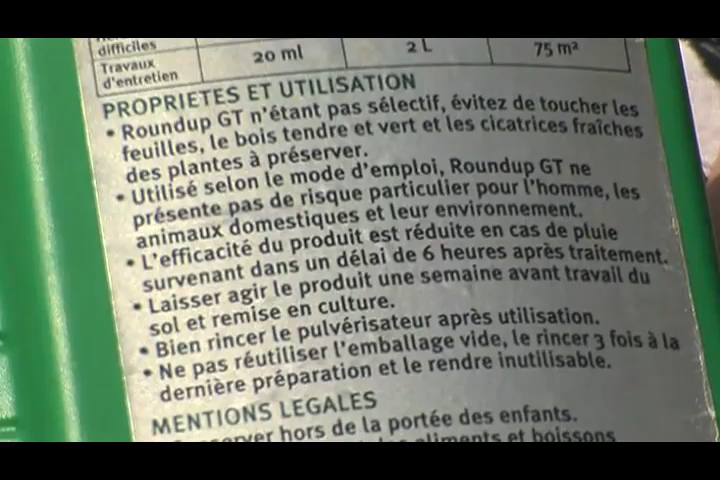 difficiles
Travaux
d'entretien
20 ml
2 L
75 m²
PROPRIETES ET UTILISATION
• Roundup GT n'étant pas sélectif, évitez de toucher les
feuilles, le bois tendre et vert et les cicatrices fraîches
des plantes à préserver.
• Utilisé selon le mode d'emploi, Roundup GT ne
présente pas de risque particulier pour l'homme, les
animaux domestiques et leur environnement.
• L'efficacité du produit est réduite en cas de pluie
survenant dans un délai de 6 heures après traitement.
• Laisser agir le produit une semaine avant travail du
sol et remise en culture.
• Bien rincer le pulvérisateur après utilisation.
• Ne pas réutiliser l'emballage vide, le rincer 3 fois à la
dernière préparation et le rendre inutilisable.
MENTIONS LEGALES
hors de la portée des enfants.
aliments et boissons